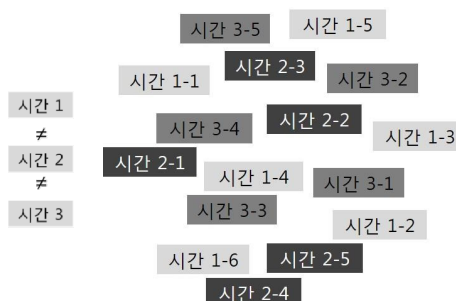 시간 3-5
시간 1-5
시간 2-3
시간 1-1
시간 3-2
시간 1
≠
시간 2
≠
시간 3
시간 3-4
시간 2-2
시간 1-3
시간 2-1
시간 1-4
시간 3-1
시간 3-3
시간 1-2
시간 1-6
시간 2-5
시간 2-4